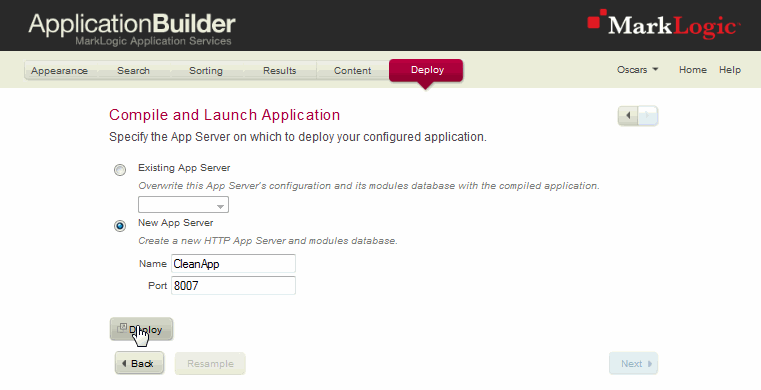 ApplicationBuilder
MarkLogic Application Services
MarkLogic
Appearance Search Sorting Results Content Deploy Oscars Home Help
Compile and Launch Application
Specify the App Server on which to deploy your configured application.
Existing App Server
Overwrite this App Server's configuration and its modules database with the compiled application.
New App Server
Create a new HTTP App Server and modules database.
Name CleanApp
Port 8007
Deploy
Back Resample Next